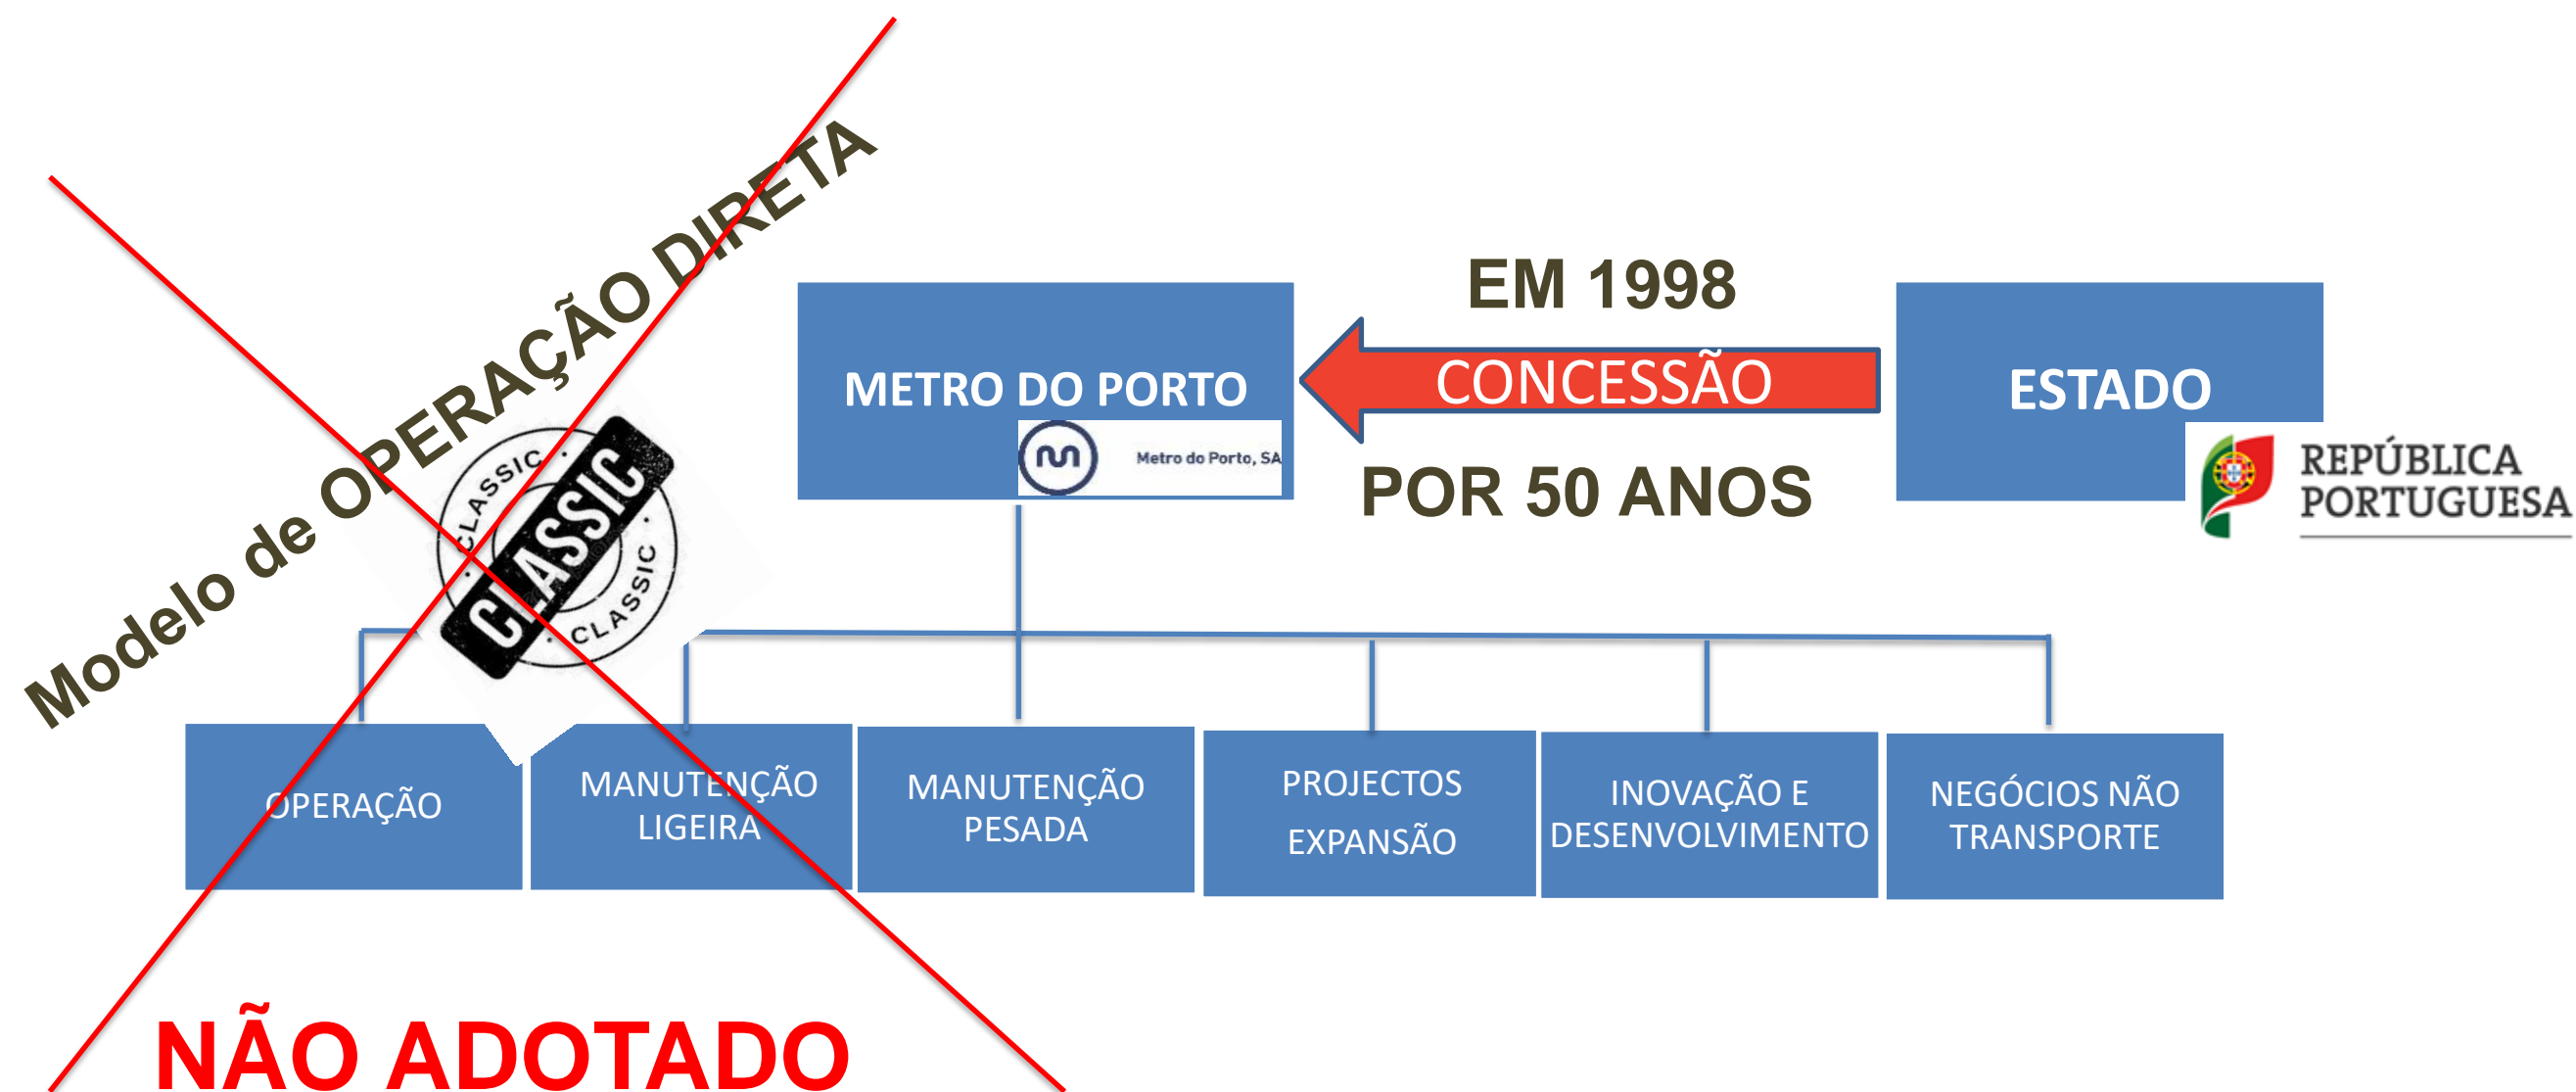 Modelo de OPERAÇÃO DIRETA
CLASSIC
CLASSIC
CLASSIC
EM 1998
METRO DO PORTO
CONCESSÃO
ESTADO
Metro do Porto, SA
POR 50 ANOS
REPÚBLICA
PORTUGUESA
OPERAÇÃO
MANUTENÇÃO
LIGEIRA
MANUTENÇÃO
PESADA
PROJECTOS
EXPANSÃO
INOVAÇÃO E
DESENVOLVIMENTO
NEGÓCIOS NÃO
TRANSPORTE
NÃO ADOTADO